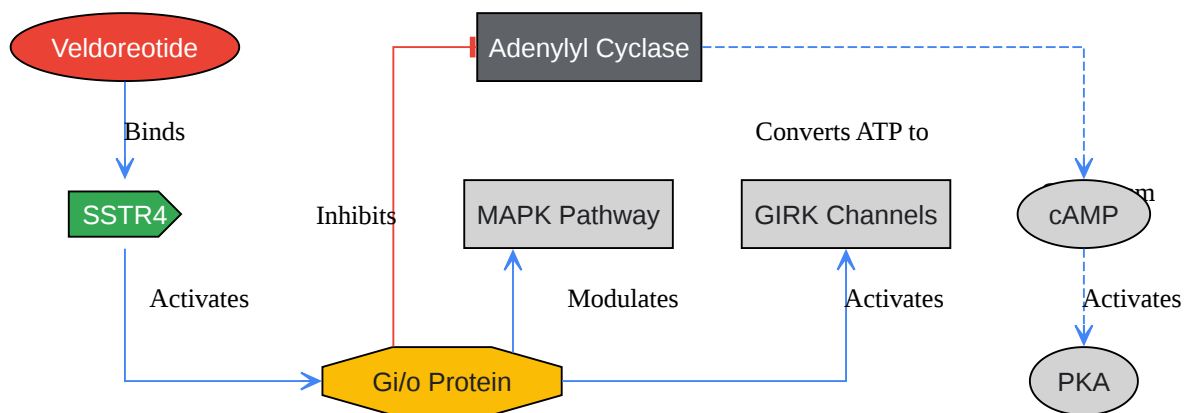 Veldoreotide
Adenylyl Cyclase
Binds
Converts ATP to
SSTR4
Inhibits
MAPK Pathway
GIRK Channels
cAMP
Activates
Modulates
Activates
Activates
Gi/o Protein
PKA